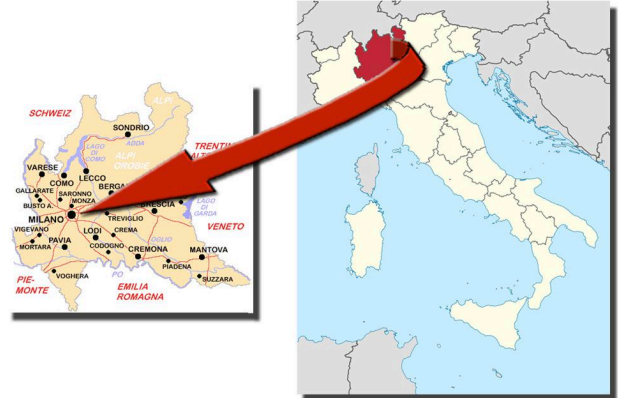 ALPI
SCHWEIZ
SONDRIO
ADDA
LAGO
DI
COMO
ALPI
OROBIE
TRENTIN
VARESE
LECCO
COMO
BERGA
GALLARATE
SARONNO
MONZA
BUSTO A.
LAGO
DI
GARDA
BRESCIA
MILANO
TREVIGLIO
VIGEVANO
LODI
CREMA
VENETO
MORTARA
PAVIA
CODOGNO
OGLIO
CREMONA
MANTOVA
VOGHERA
PO
PIADENA
SUZZARA
PIE-
MONTE
EMILIA
ROMAGNA